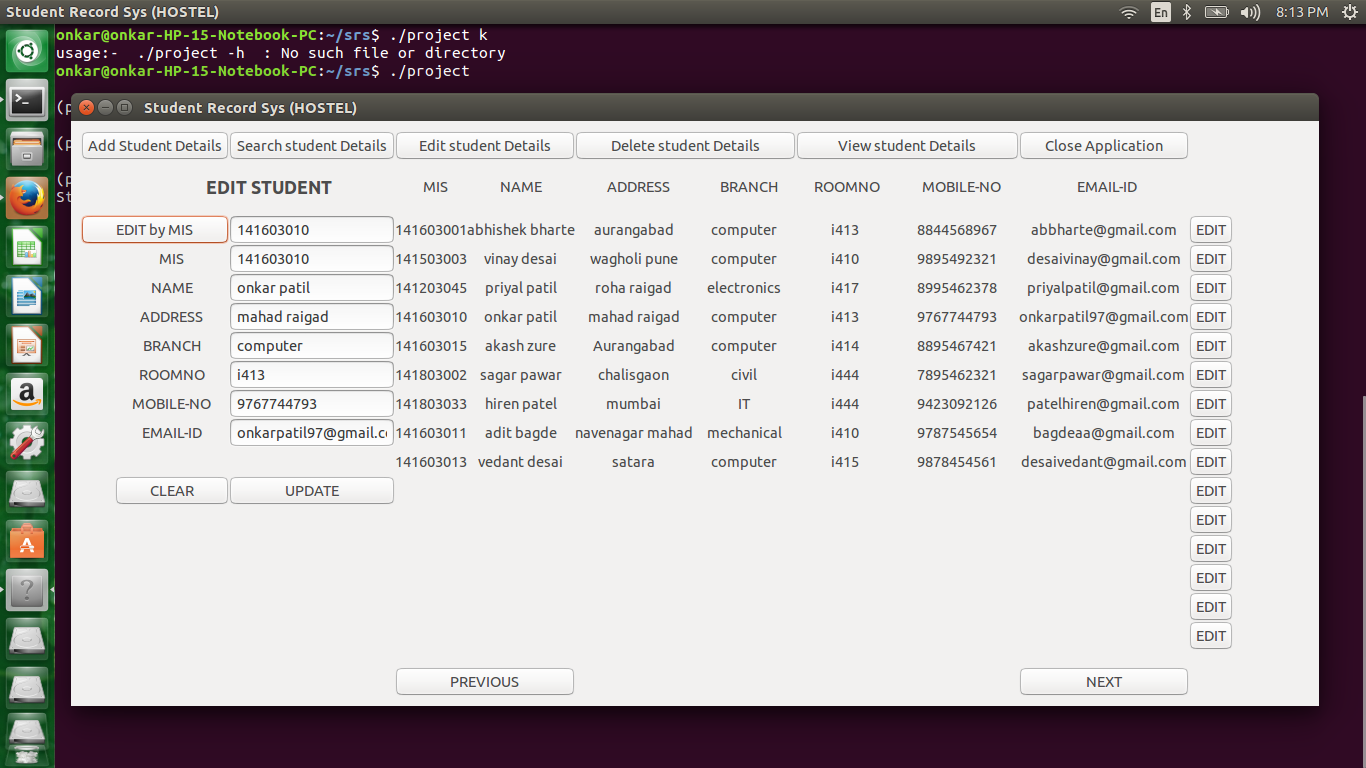 Student Record Sys (HOSTEL) En 8:13 PM
onkar@onkar-HP-15-Notebook-PC:~/srs$ ./project k
usage:- ./project -h : No such file or directory
onkar@onkar-HP-15-Notebook-PC:~/srs$ ./project
(p
Student Record Sys (HOSTEL)
(p
(p
St
Add Student Details Search student Details Edit student Details Delete student Details View student Details Close Application
EDIT STUDENT MIS NAME ADDRESS BRANCH ROOMNO MOBILE-NO EMAIL-ID
EDIT by MIS 141603010 141603001 abhishek bharte aurangabad computer i413 8844568967 abbharte@gmail.com EDIT
MIS 141603010 141503003 vinay desai wagholi pune computer i410 9895492321 desaivinay@gmail.com EDIT
NAME onkar patil 141203045 priyal patil roha raigad electronics i417 8995462378 priyalpatil@gmail.com EDIT
ADDRESS mahad raigad 141603010 onkar patil mahad raigad computer i413 9767744793 onkarpatil97@gmail.com EDIT
BRANCH computer 141603015 akash zure Aurangabad computer i414 8895467421 akashzure@gmail.com EDIT
ROOMNO i413 141803002 sagar pawar chalisgaon civil i444 7895462321 sagarpawar@gmail.com EDIT
MOBILE-NO 9767744793 141803033 hiren patel mumbai IT i444 9423092126 patelhiren@gmail.com EDIT
EMAIL-ID onkarpatil97@gmail.c 141603011 adit bagde navenagar mahad mechanical i410 9787545654 bagdeaa@gmail.com EDIT
141603013 vedant desai satara computer i415 9878454561 desaivedant@gmail.com EDIT
CLEAR UPDATE EDIT
EDIT
EDIT
EDIT
EDIT
EDIT
PREVIOUS NEXT